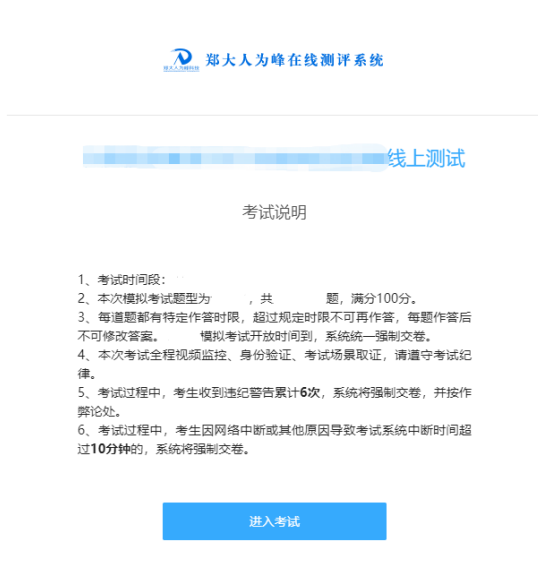 郑大人为峰在线测评系统
线上测试
考试说明
1、考试时间段：
2、本次模拟考试题型为 ，共 题，满分100分。
3、每道题都有特定作答时限，超过规定时限不可再作答，每题作答后
不可修改答案。 模拟考试开放时间到，系统统一强制交卷。
4、本次考试全程视频监控、身份验证、考试场景取证，请遵守考试纪
律。
5、考试过程中，考生收到违纪警告累计6次，系统将强制交卷，并按作
弊论处。
6、考试过程中，考生因网络中断或其他原因导致考试系统中断时间超
过10分钟的，系统将强制交卷。
进入考试